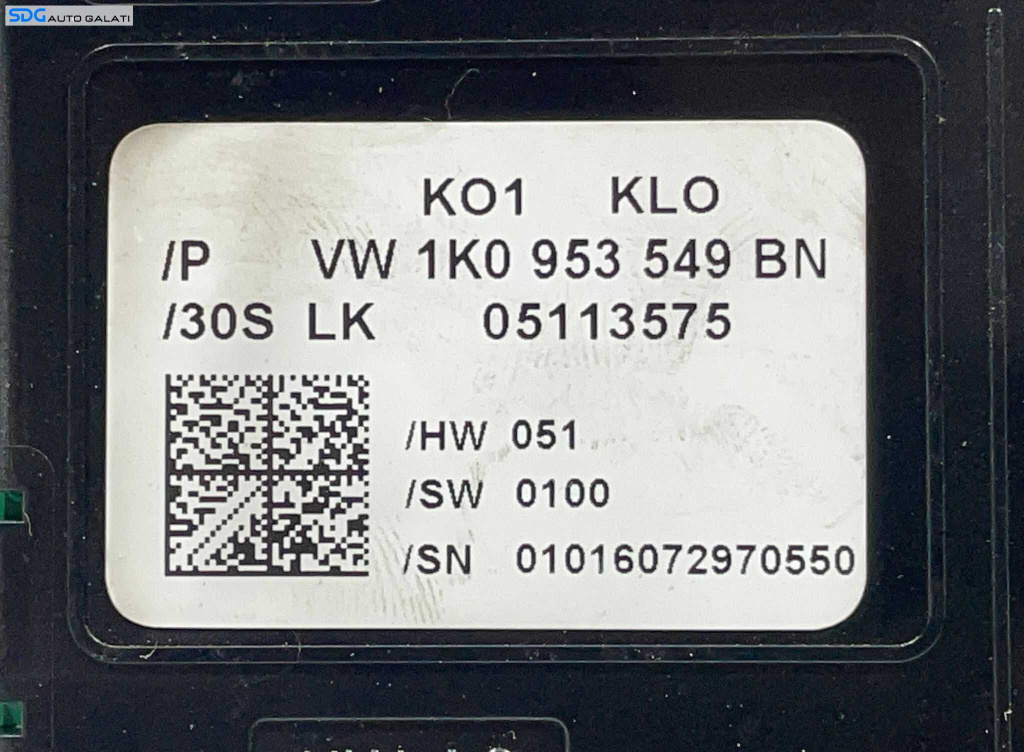 SDG AUTO GALATI
KO1 KLO
/P VW 1K0 953 549 BN
/30S LK 05113575
/HW 051
/SW 0100
/SN 01016072970550